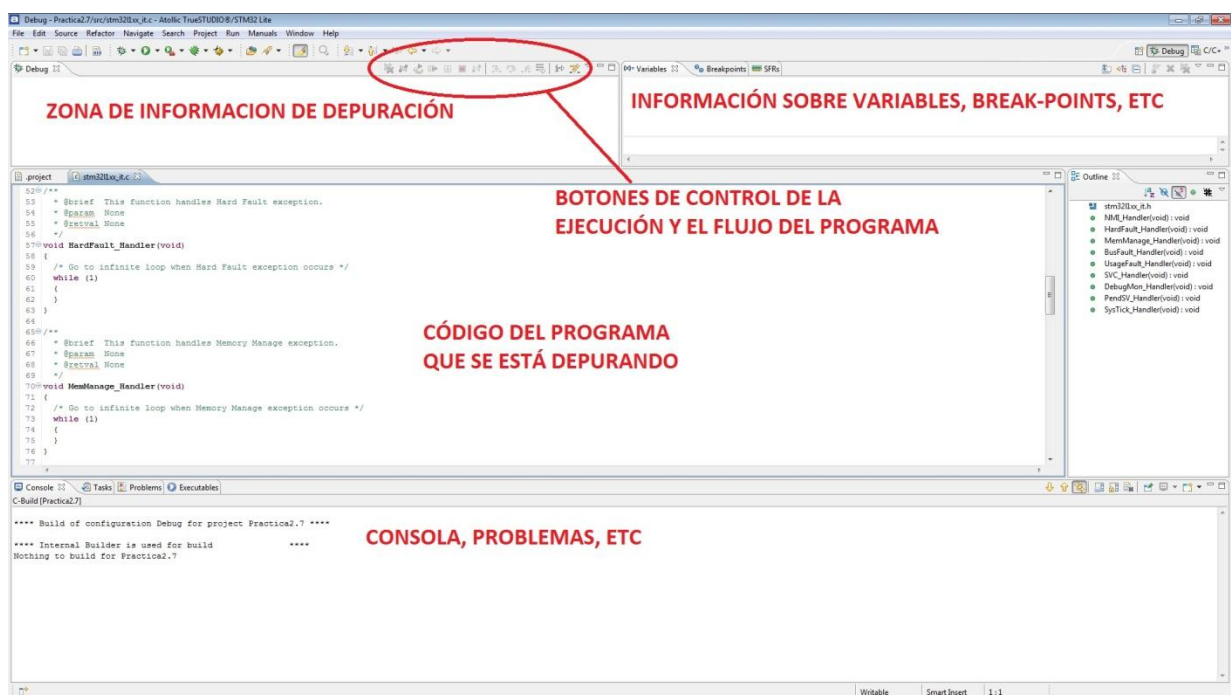 Debug - Practica2.7/src/stm32l1xx_it.c - Atollic TrueSTUDIO®/STM32 Lite
File Edit Source Refactor Navigate Search Project Run Manuals Window Help
Debug C/C+
Debug
(x)= Variables Breakpoints SFRs
ZONA DE INFORMACION DE DEPURACIÓN
INFORMACIÓN SOBRE VARIABLES, BREAK-POINTS, ETC
.project stm32l1xx_it.c
Outline
BOTONES DE CONTROL DE LA
EJECUCIÓN Y EL FLUJO DEL PROGRAMA
52 /**
53 * @brief This function handles Hard Fault exception.
54 * @param None
55 * @retval None
56 */
57 void HardFault_Handler(void)
58 {
59 /* Go to infinite loop when Hard Fault exception occurs */
60 while (1)
61 {
62 }
63 }
64
65 /**
66 * @brief This function handles Memory Manage exception.
67 * @param None
68 * @retval None
69 */
70 void MemManage_Handler(void)
71 {
72 /* Go to infinite loop when Memory Manage exception occurs */
73 while (1)
74 {
75 }
76 }
77
CÓDIGO DEL PROGRAMA
QUE SE ESTÁ DEPURANDO
stm32l1xx_it.h
NMI_Handler(void) : void
HardFault_Handler(void) : void
MemManage_Handler(void) : void
BusFault_Handler(void) : void
UsageFault_Handler(void) : void
SVC_Handler(void) : void
DebugMon_Handler(void) : void
PendSV_Handler(void) : void
SysTick_Handler(void) : void
Console Tasks Problems Executables
C-Build [Practica2.7]
**** Build of configuration Debug for project Practica2.7 ****
**** Internal Builder is used for build ****
Nothing to build for Practica2.7
CONSOLA, PROBLEMAS, ETC
Writable Smart Insert 1 : 1